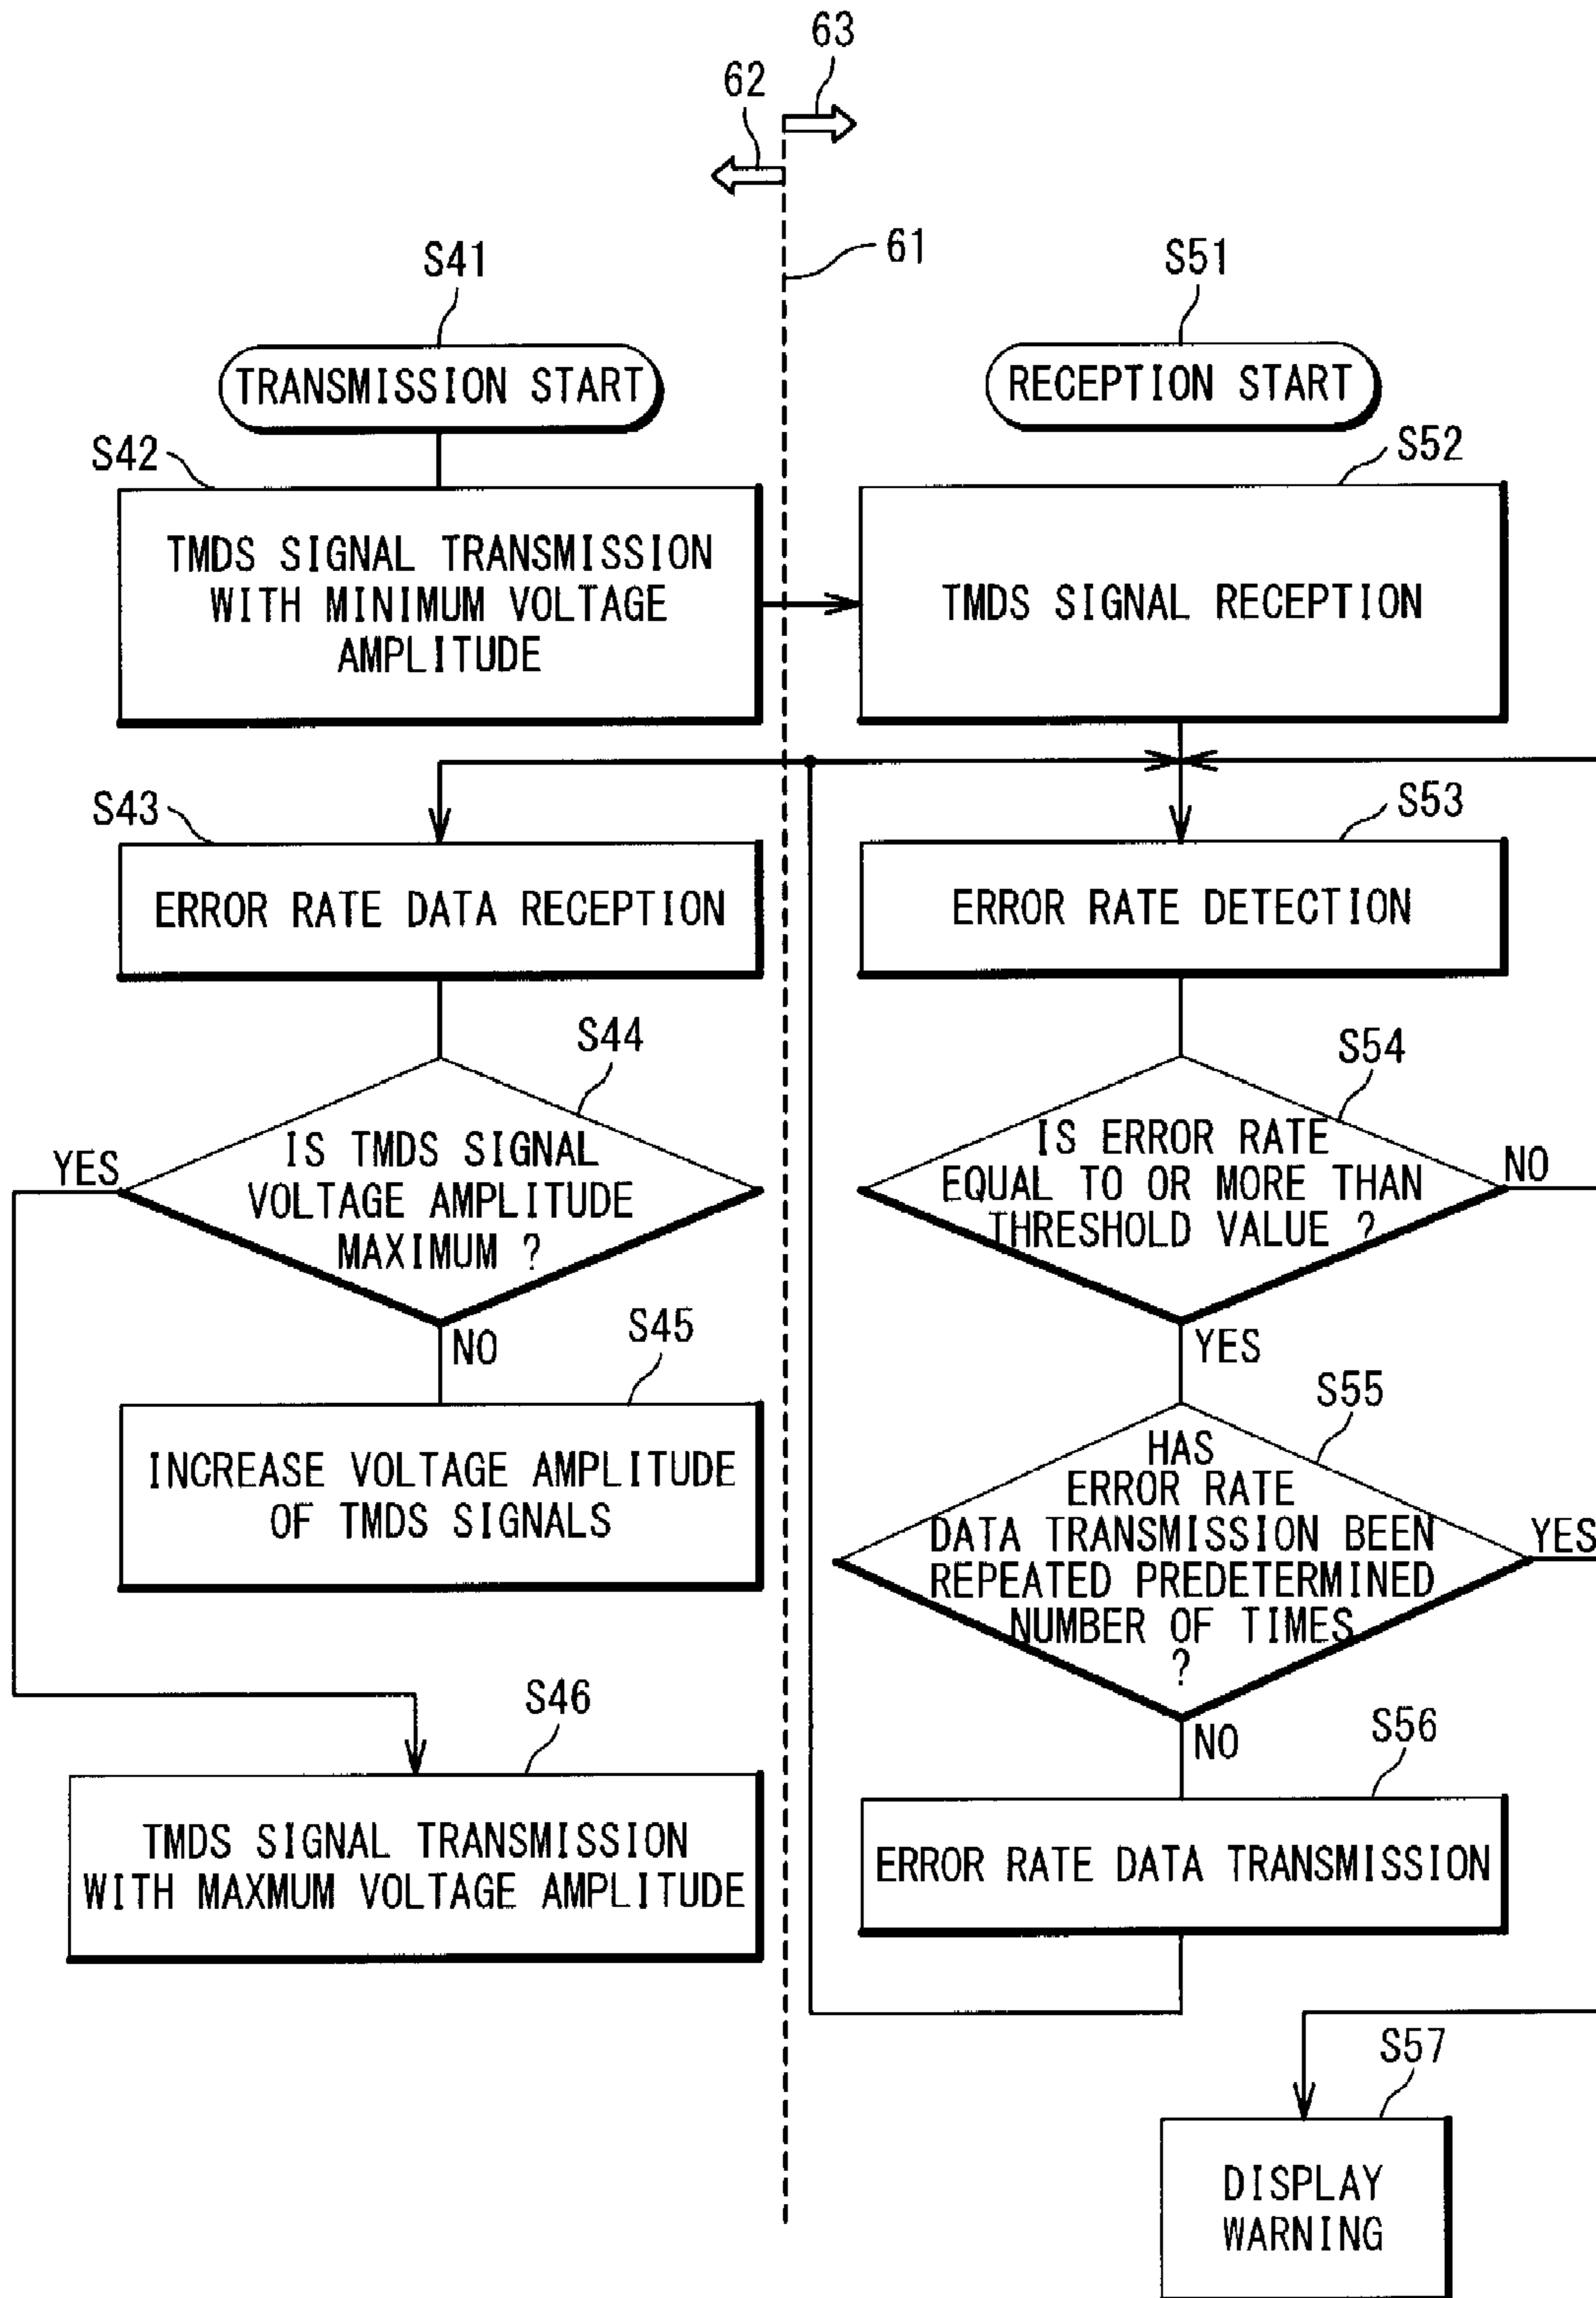 63
62
61
S41
TRANSMISSION START
S51
RECEPTION START
S42
TMDS SIGNAL TRANSMISSION
WITH MINIMUM VOLTAGE
AMPLITUDE
S52
TMDS SIGNAL RECEPTION
S43
ERROR RATE DATA RECEPTION
S53
ERROR RATE DETECTION
S44
IS TMDS SIGNAL
VOLTAGE AMPLITUDE
MAXIMUM ?
YES
NO
S54
IS ERROR RATE
EQUAL TO OR MORE THAN
THRESHOLD VALUE ?
NO
YES
S45
INCREASE VOLTAGE AMPLITUDE
OF TMDS SIGNALS
S55
HAS
ERROR RATE
DATA TRANSMISSION BEEN
REPEATED PREDETERMINED
NUMBER OF TIMES
?
YES
NO
S46
TMDS SIGNAL TRANSMISSION
WITH MAXMUM VOLTAGE AMPLITUDE
S56
ERROR RATE DATA TRANSMISSION
S57
DISPLAY
WARNING